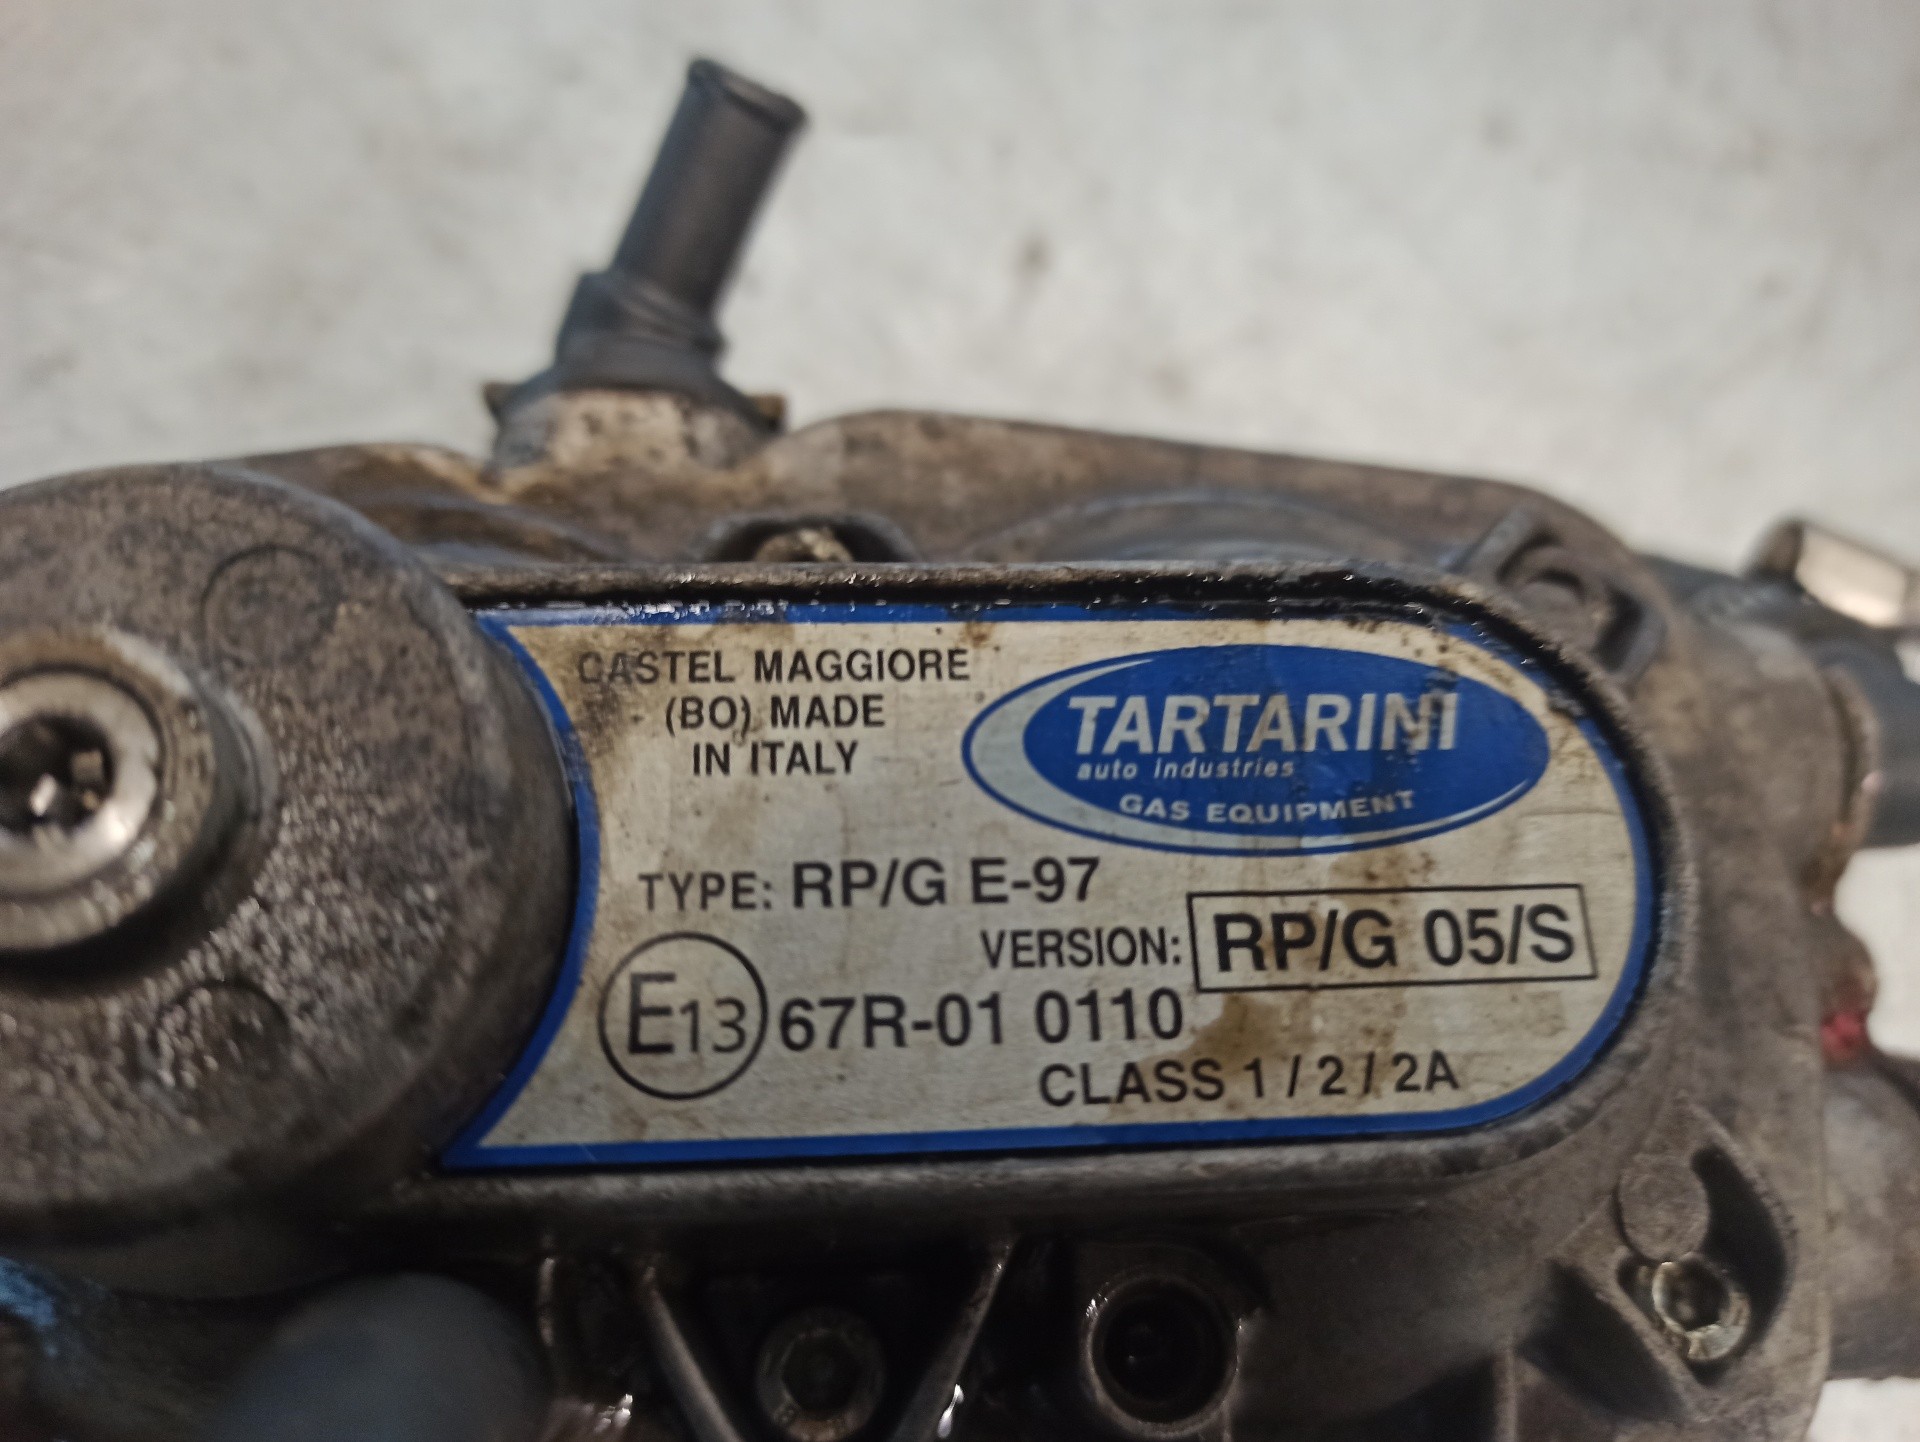 CASTEL MAGGIORE
(BO) MADE
IN ITALY
TARTARINI
auto industries
GAS EQUIPMENT
TYPE: RP/G E-97
VERSION: RP/G 05/S
E13 67R-01 0110
CLASS 1 / 2 / 2A